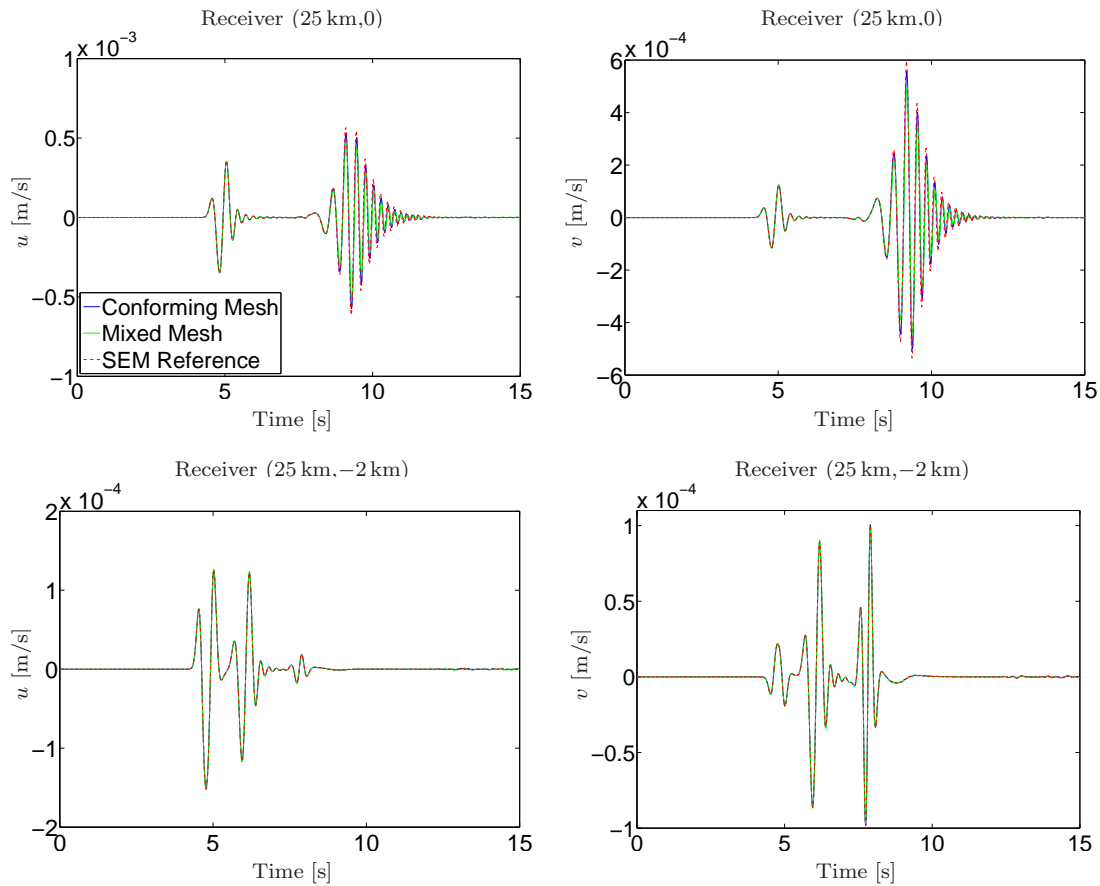 Receiver (25 km,0)
x 10⁻³
1
0.5
0
−0.5
−1
u [m/s]
Conforming Mesh
Mixed Mesh
SEM Reference
0 5 10 15
Time [s]
Receiver (25 km,0)
x 10⁻⁴
6
4
2
0
−2
−4
−6
v [m/s]
0 5 10 15
Time [s]
Receiver (25 km,−2 km)
x 10⁻⁴
2
1
0
−1
−2
u [m/s]
0 5 10 15
Time [s]
Receiver (25 km,−2 km)
x 10⁻⁴
1
0.5
0
−0.5
−1
v [m/s]
0 5 10 15
Time [s]